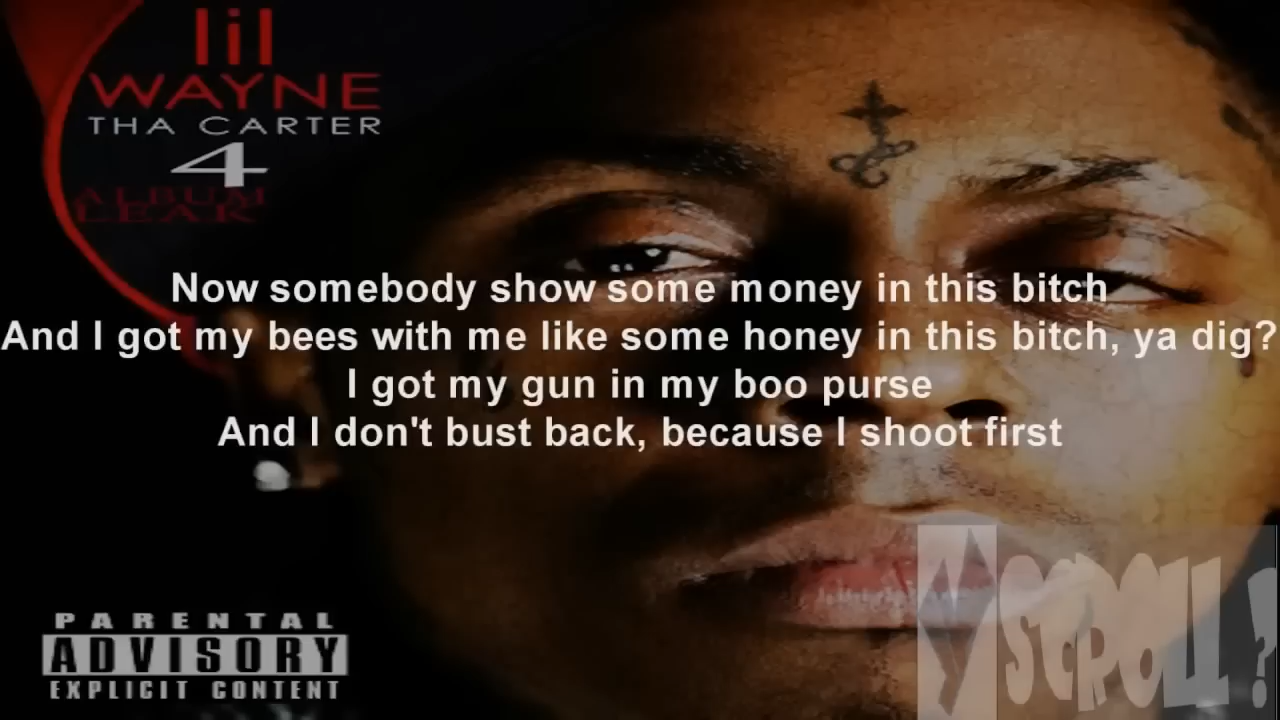 lil
WAYNE
THA CARTER
4
ALBUM
LEAK
Now somebody show some money in this bitch
And I got my bees with me like some honey in this bitch, ya dig?
I got my gun in my boo purse
And I don't bust back, because I shoot first
PARENTAL
ADVISORY
EXPLICIT CONTENT
Y SCROLL?